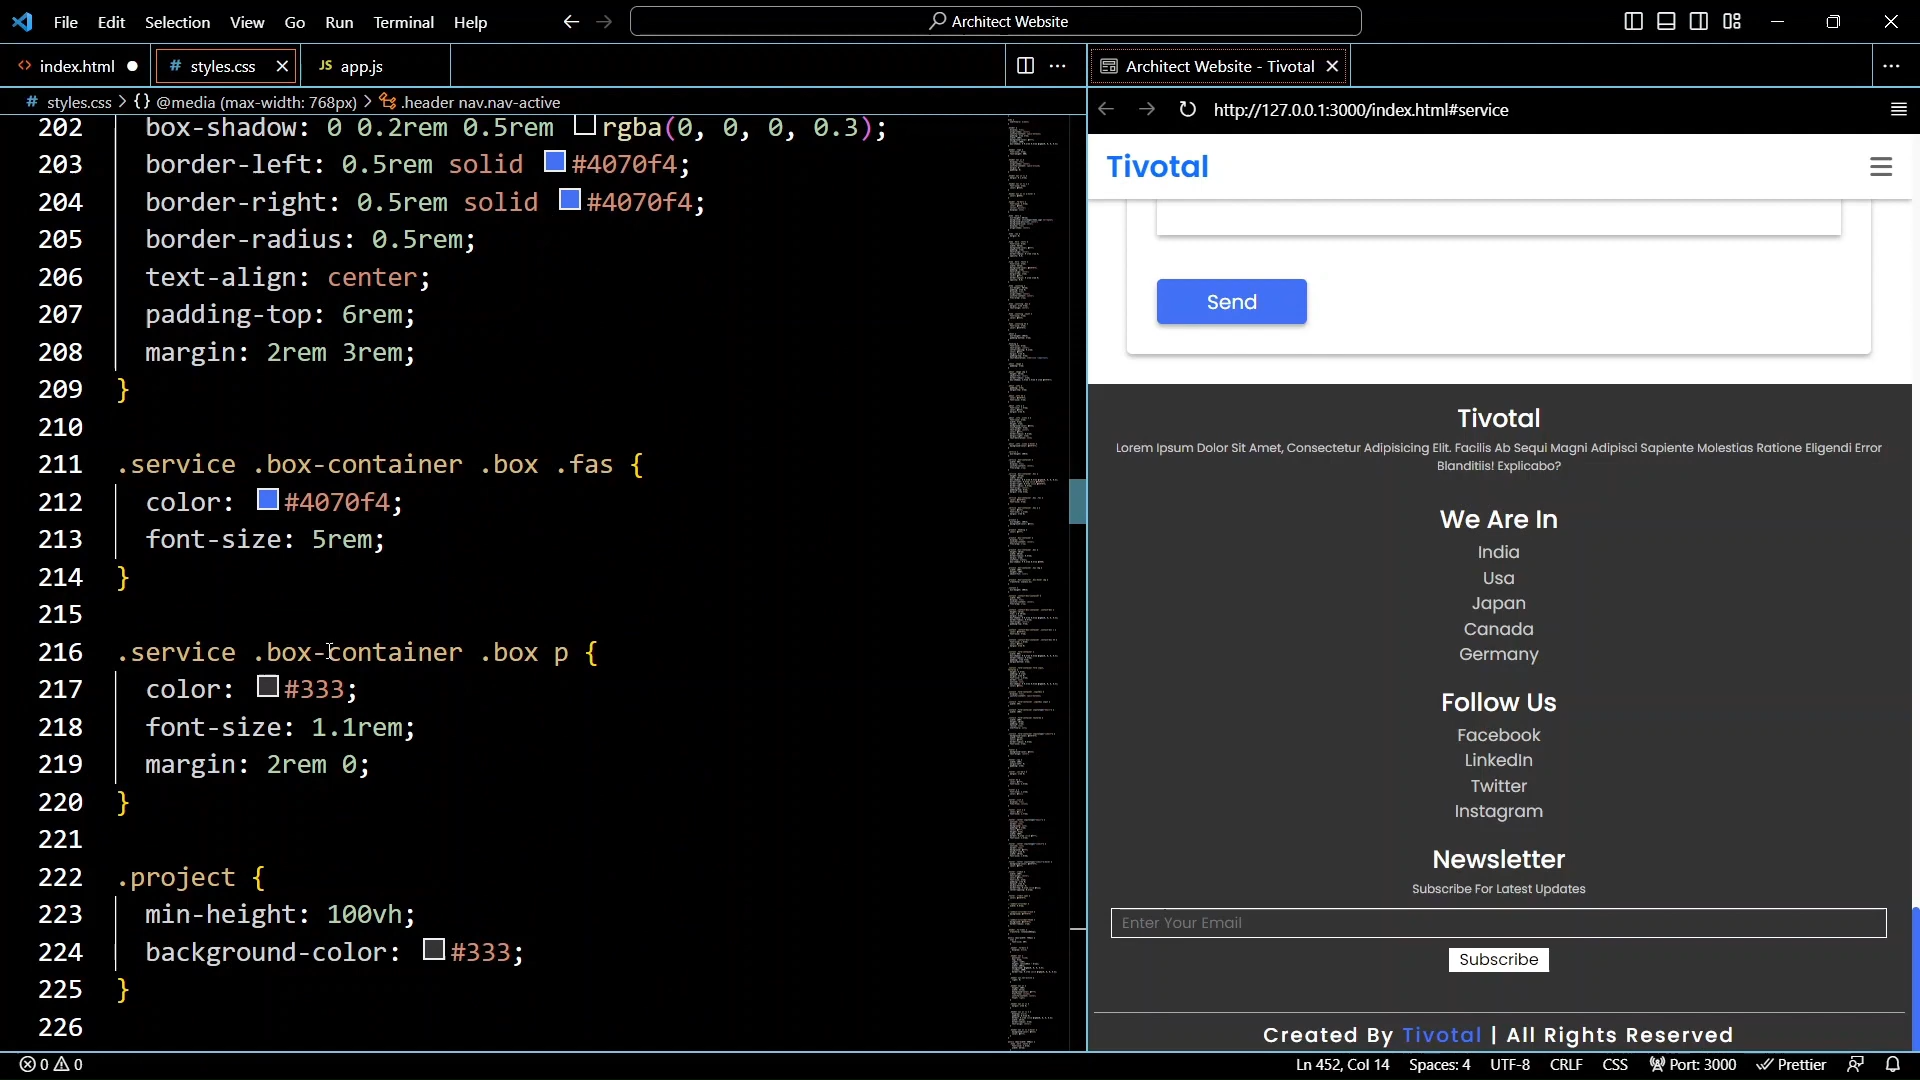 File Edit Selection View Go Run Terminal Help
Architect Website
index.html
# styles.css
JS app.js
Architect Website - Tivotal
# styles.css > {} @media (max-width: 768px) > .header nav.nav-active
http://127.0.0.1:3000/index.html#service
202 box-shadow: 0 0.2rem 0.5rem rgba(0, 0, 0, 0.3);
203 border-left: 0.5rem solid #4070f4;
204 border-right: 0.5rem solid #4070f4;
205 border-radius: 0.5rem;
206 text-align: center;
207 padding-top: 6rem;
208 margin: 2rem 3rem;
209 }
210
211 .service .box-container .box .fas {
212 color: #4070f4;
213 font-size: 5rem;
214 }
215
216 .service .box-container .box p {
217 color: #333;
218 font-size: 1.1rem;
219 margin: 2rem 0;
220 }
221
222 .project {
223 min-height: 100vh;
224 background-color: #333;
225 }
226
Tivotal
Send
Tivotal
Lorem Ipsum Dolor Sit Amet, Consectetur Adipisicing Elit. Facilis Ab Sequi Magni Adipisci Sapiente Molestias Ratione Eligendi Error
Blanditiis! Explicabo?
We Are In
India
Usa
Japan
Canada
Germany
Follow Us
Facebook
LinkedIn
Twitter
Instagram
Newsletter
Subscribe For Latest Updates
Enter Your Email
Subscribe
Created By Tivotal | All Rights Reserved
0 0
Ln 452, Col 14 Spaces: 4 UTF-8 CRLF CSS Port: 3000 Prettier